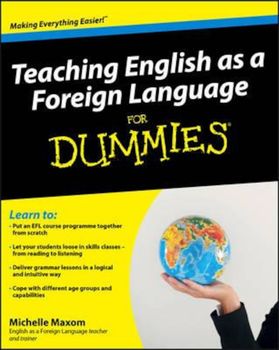 Making Everything Easier!™
Teaching English as a
Foreign Language
FOR
DUMMIES®
Learn to:
• Put an EFL course programme together
from scratch
• Let your students loose in skills classes –
from reading to listening
• Deliver grammar lessons in a logical
and intuitive way
• Cope with different age groups and
capabilities
Michelle Maxom
English as a Foreign Language teacher
and trainer